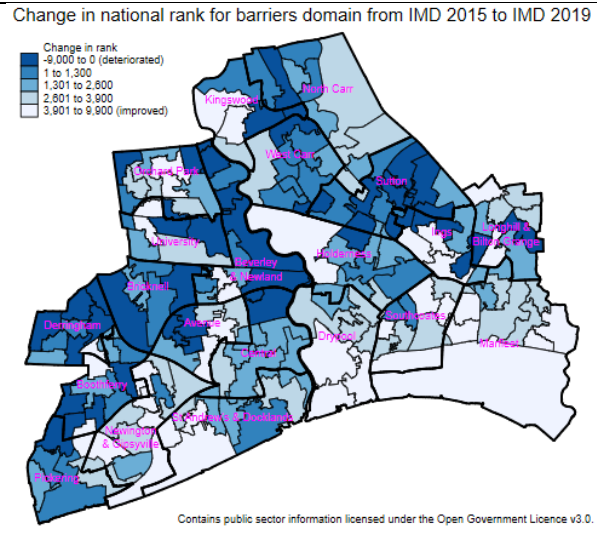 Change in national rank for barriers domain from IMD 2015 to IMD 2019
Change in rank
-9,000 to 0 (deteriorated)
1 to 1,300
1,301 to 2,600
2,601 to 3,900
3,901 to 9,900 (improved)
North Carr
Kingswood
West Carr
Orchard Park
Sutton
University
Ings
Longhill &
Bilton Grange
Holderness
Beverley
& Newland
Bricknell
Derringham
Avenue
Southcoates
Drypool
Marfleet
Central
Boothferry
St Andrew's & Docklands
Newington
& Gipsyville
Pickering
Contains public sector information licensed under the Open Government Licence v3.0.